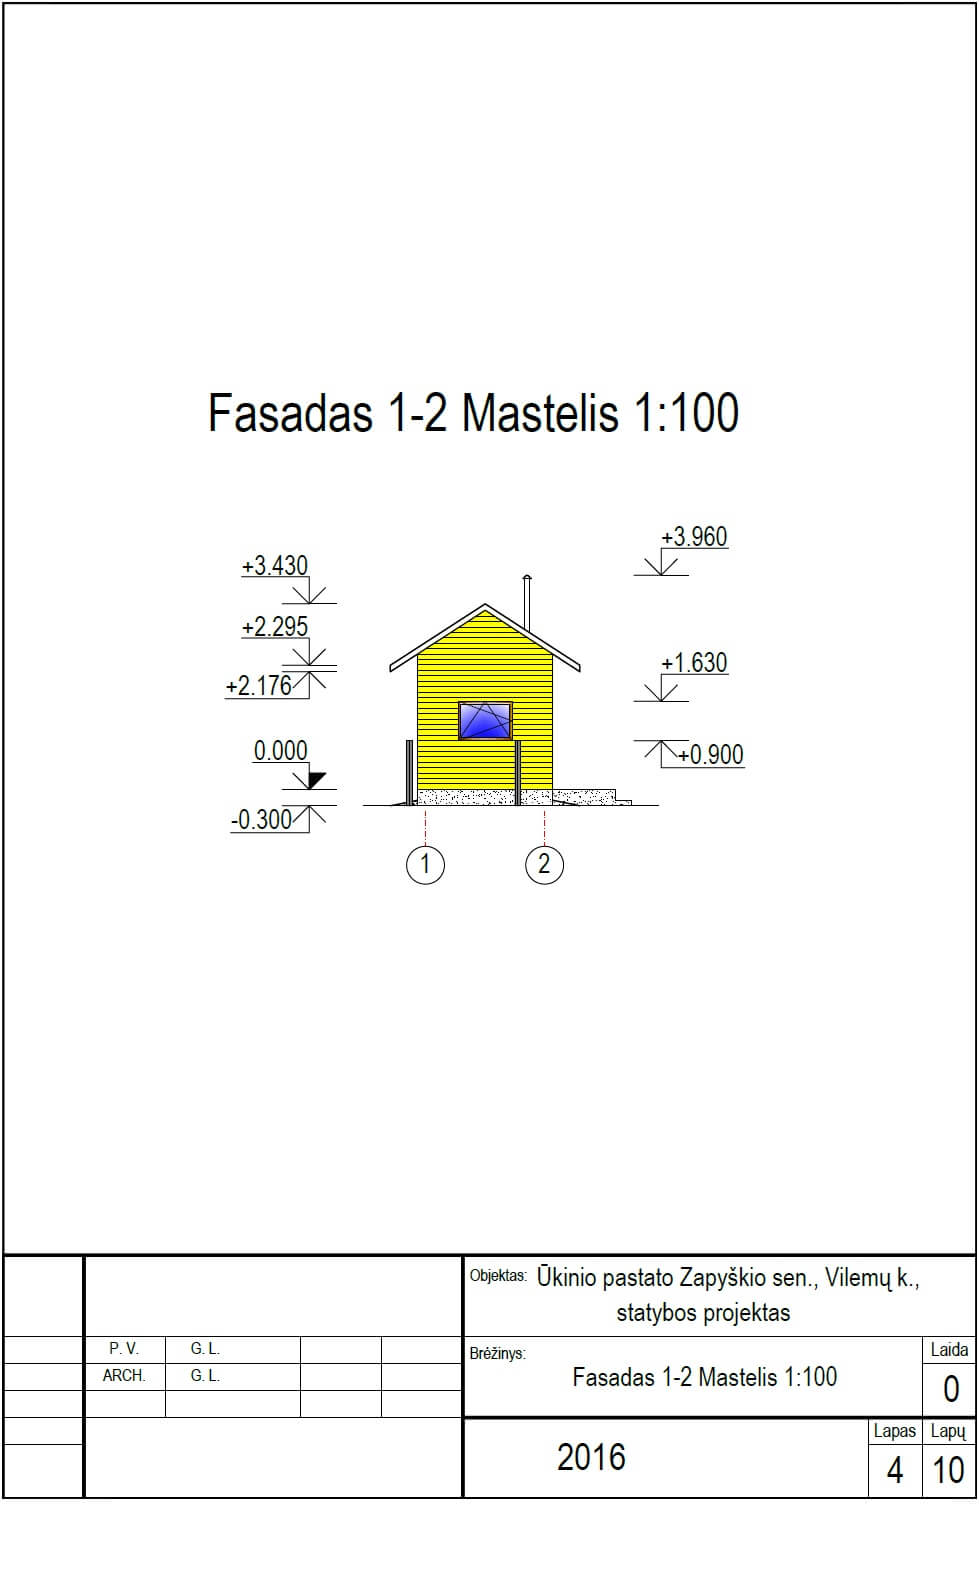 Fasadas 1-2 Mastelis 1:100
+3.960
+3.430
+2.295
+1.630
+2.176
0.000
+0.900
-0.300
1
2
Objektas: Ūkinio pastato Zapyškio sen., Vilemų k.,
statybos projektas
P. V. G. L.
Brėžinys:
Laida
ARCH. G. L.
Fasadas 1-2 Mastelis 1:100
0
Lapas Lapų
2016
4 10